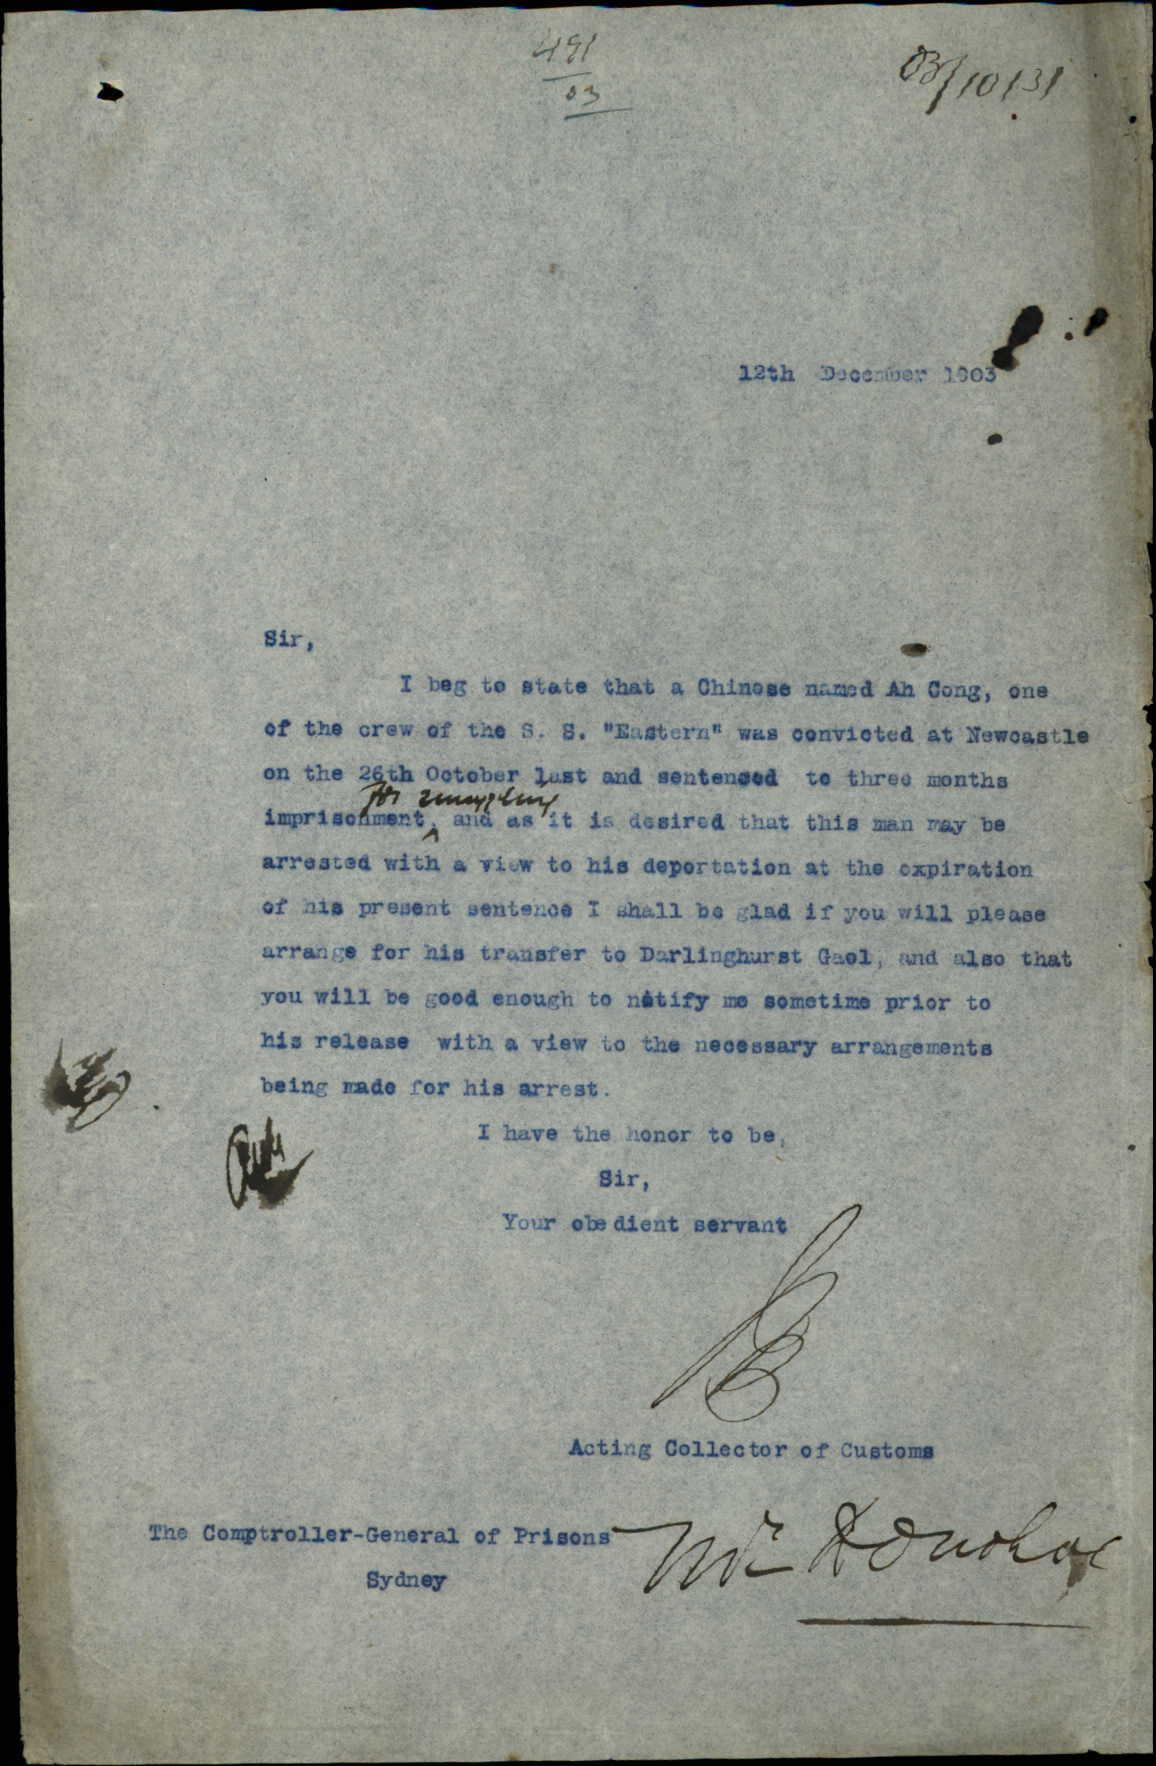 491
03
03/10131
12th December 1903
Sir,
I beg to state that a Chinese named Ah Cong, one
of the crew of the S. S. "Eastern" was convicted at Newcastle
on the 26th October last and sentenced to three months
for smuggling
imprisonment, and as it is desired that this man may be
arrested with a view to his deportation at the expiration
of his present sentence I shall be glad if you will please
arrange for his transfer to Darlinghurst Gaol, and also that
you will be good enough to notify me sometime prior to
his release with a view to the necessary arrangements
being made for his arrest.
I have the honor to be,
Sir,
Your obedient servant
Acting Collector of Customs
The Comptroller-General of Prisons
Mr Donohoe
Sydney